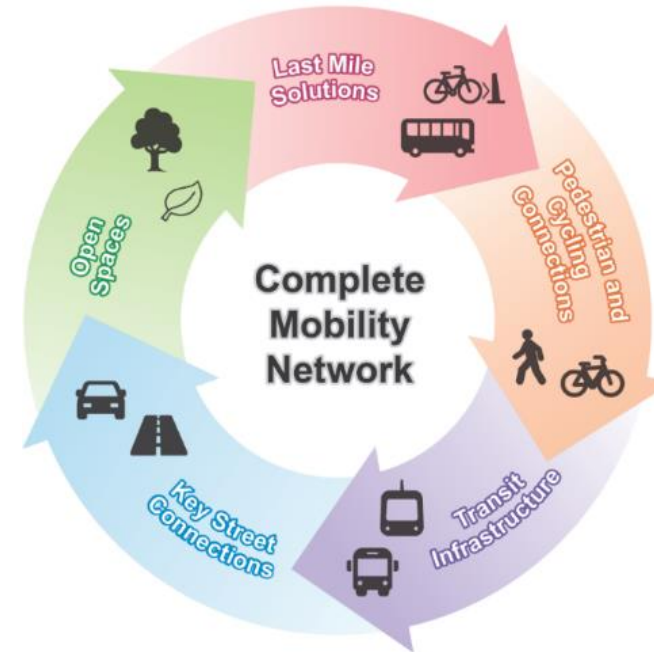 Last Mile
Solutions
Pedestrian and
Cycling
Connections
Transit
Infrastructure
Key Street
Connections
Open
Spaces
Complete
Mobility
Network